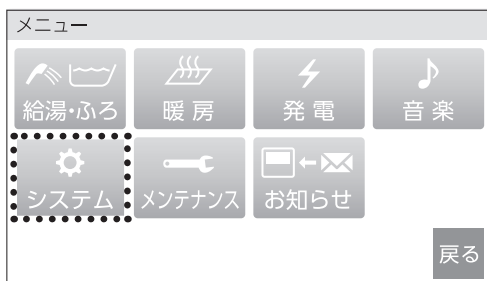 メニュー
給湯･ふろ
暖房
発電
音楽
システム
メンテナンス
お知らせ
戻る